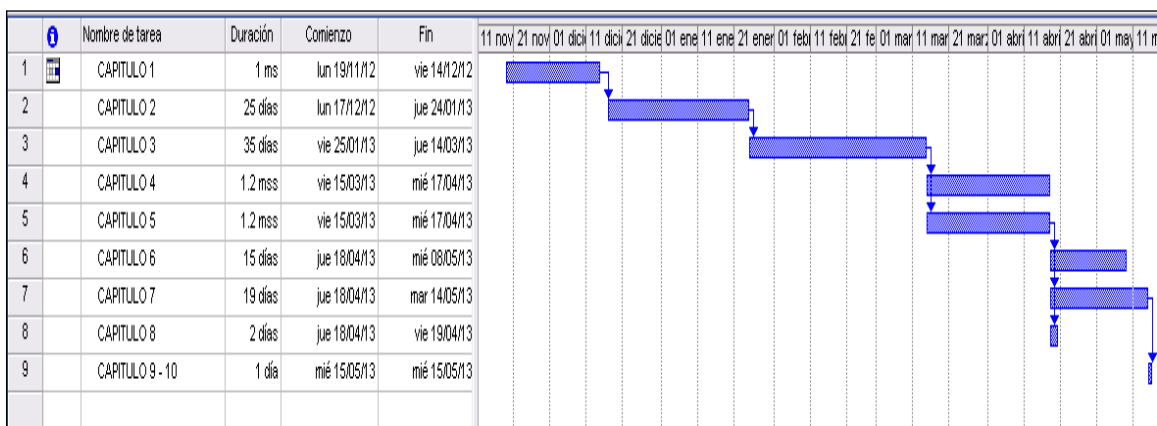 Nombre de tarea Duración Comienzo Fin 11 nov 21 nov 01 dici 11 dici 21 dicie 01 ene 11 ene 21 ener 01 feb 11 febr 21 fe 01 mar 11 mar 21 mar 01 abri 11 abri 21 abri 01 may 11 m
1 CAPITULO 1 1 ms lun 19/11/12 vie 14/12/12
2 CAPITULO 2 25 días lun 17/12/12 jue 24/01/13
3 CAPITULO 3 35 días vie 25/01/13 jue 14/03/13
4 CAPITULO 4 1.2 mss vie 15/03/13 mié 17/04/13
5 CAPITULO 5 1.2 mss vie 15/03/13 mié 17/04/13
6 CAPITULO 6 15 días jue 18/04/13 mié 08/05/13
7 CAPITULO 7 19 días jue 18/04/13 mar 14/05/13
8 CAPITULO 8 2 días jue 18/04/13 vie 19/04/13
9 CAPITULO 9 - 10 1 día mié 15/05/13 mié 15/05/13